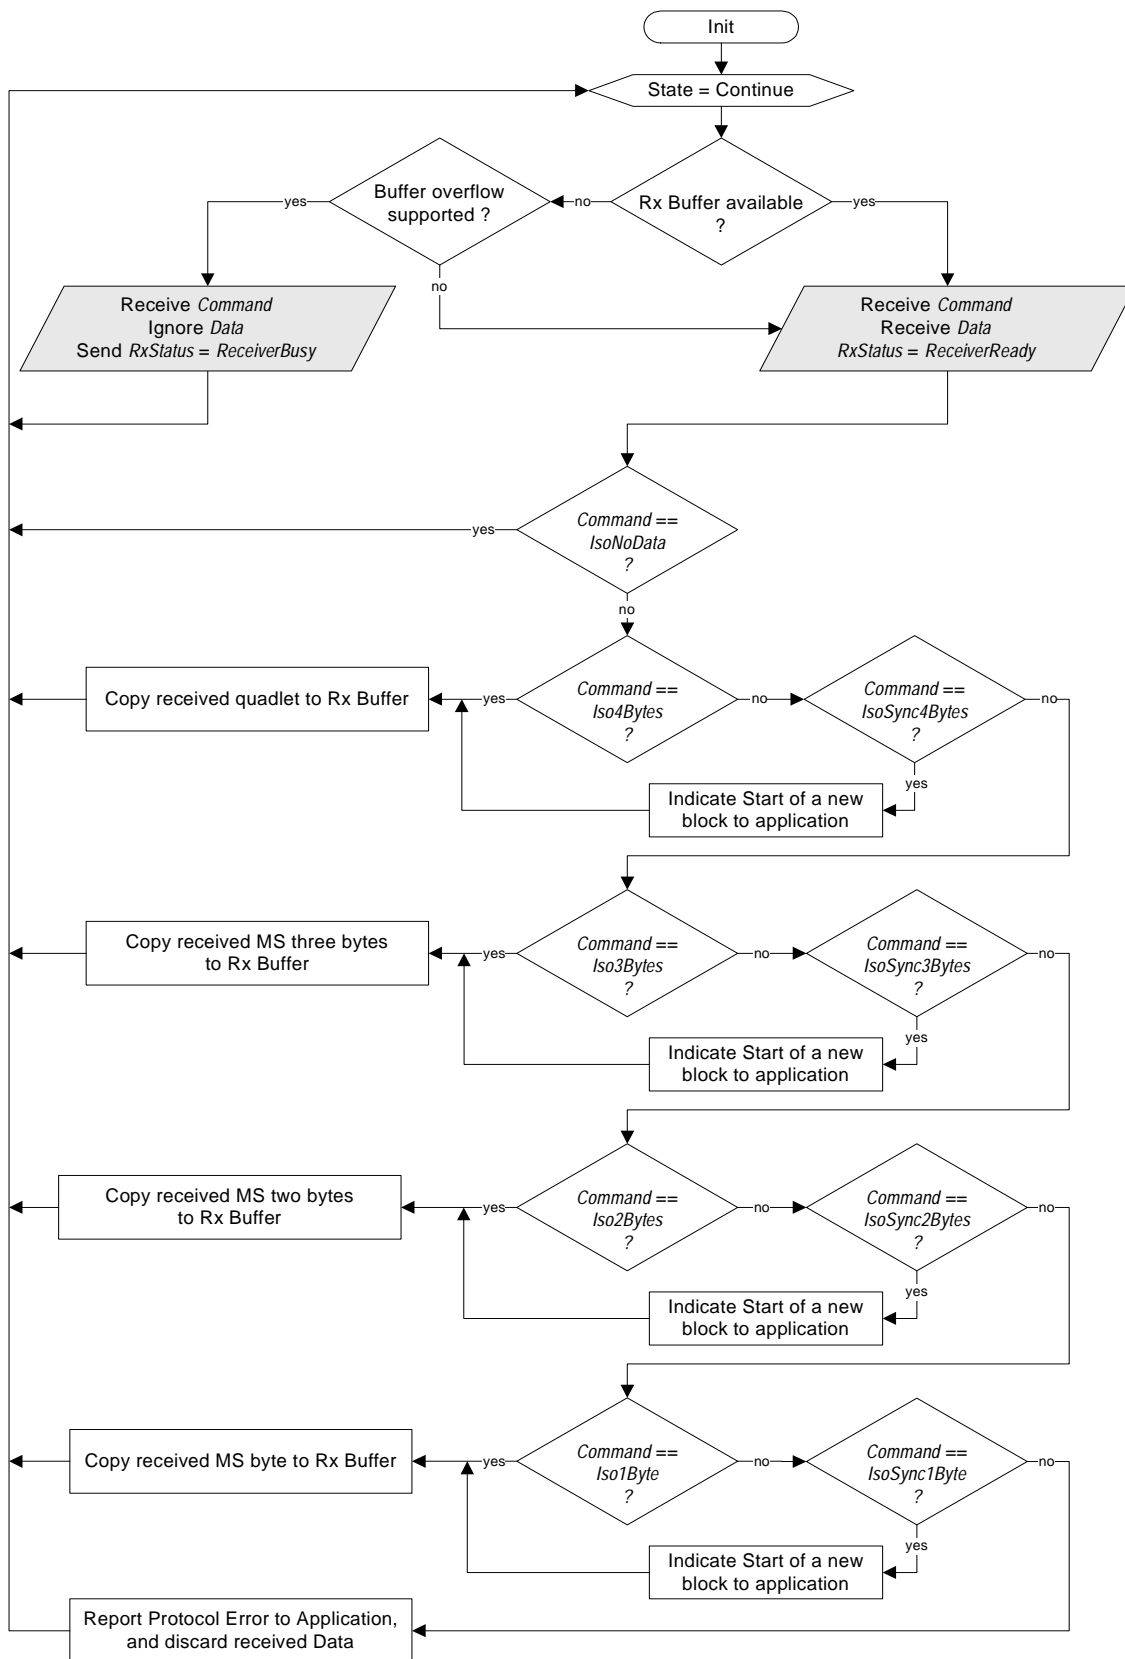 Init
State = Continue
Buffer overflow
supported ?
yes
no
Rx Buffer available
?
yes
no
Receive Command
Ignore Data
Send RxStatus = ReceiverBusy
Receive Command
Receive Data
RxStatus = ReceiverReady
Command ==
IsoNoData
?
yes
no
Copy received quadlet to Rx Buffer
yes
Command ==
Iso4Bytes
?
no
Command ==
IsoSync4Bytes
?
no
yes
Indicate Start of a new
block to application
Copy received MS three bytes
to Rx Buffer
yes
Command ==
Iso3Bytes
?
no
Command ==
IsoSync3Bytes
?
no
yes
Indicate Start of a new
block to application
Copy received MS two bytes
to Rx Buffer
yes
Command ==
Iso2Bytes
?
no
Command ==
IsoSync2Bytes
?
no
yes
Indicate Start of a new
block to application
Copy received MS byte to Rx Buffer
yes
Command ==
Iso1Byte
?
no
Command ==
IsoSync1Byte
?
no
yes
Indicate Start of a new
block to application
Report Protocol Error to Application,
and discard received Data